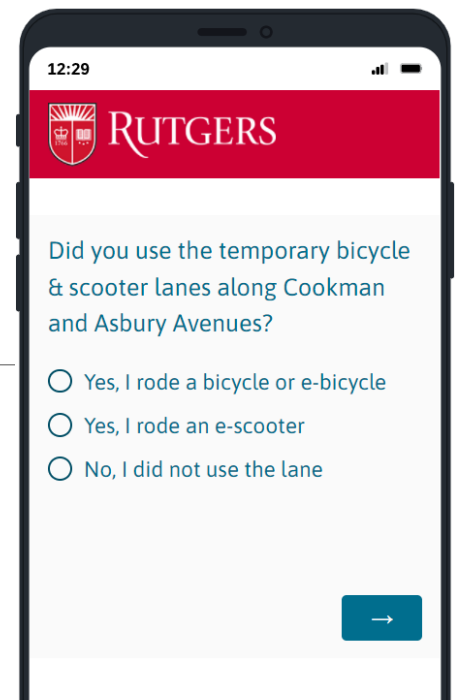 12:29
1766
RUTGERS
Did you use the temporary bicycle
& scooter lanes along Cookman
and Asbury Avenues?
Yes, I rode a bicycle or e-bicycle
Yes, I rode an e-scooter
No, I did not use the lane
→